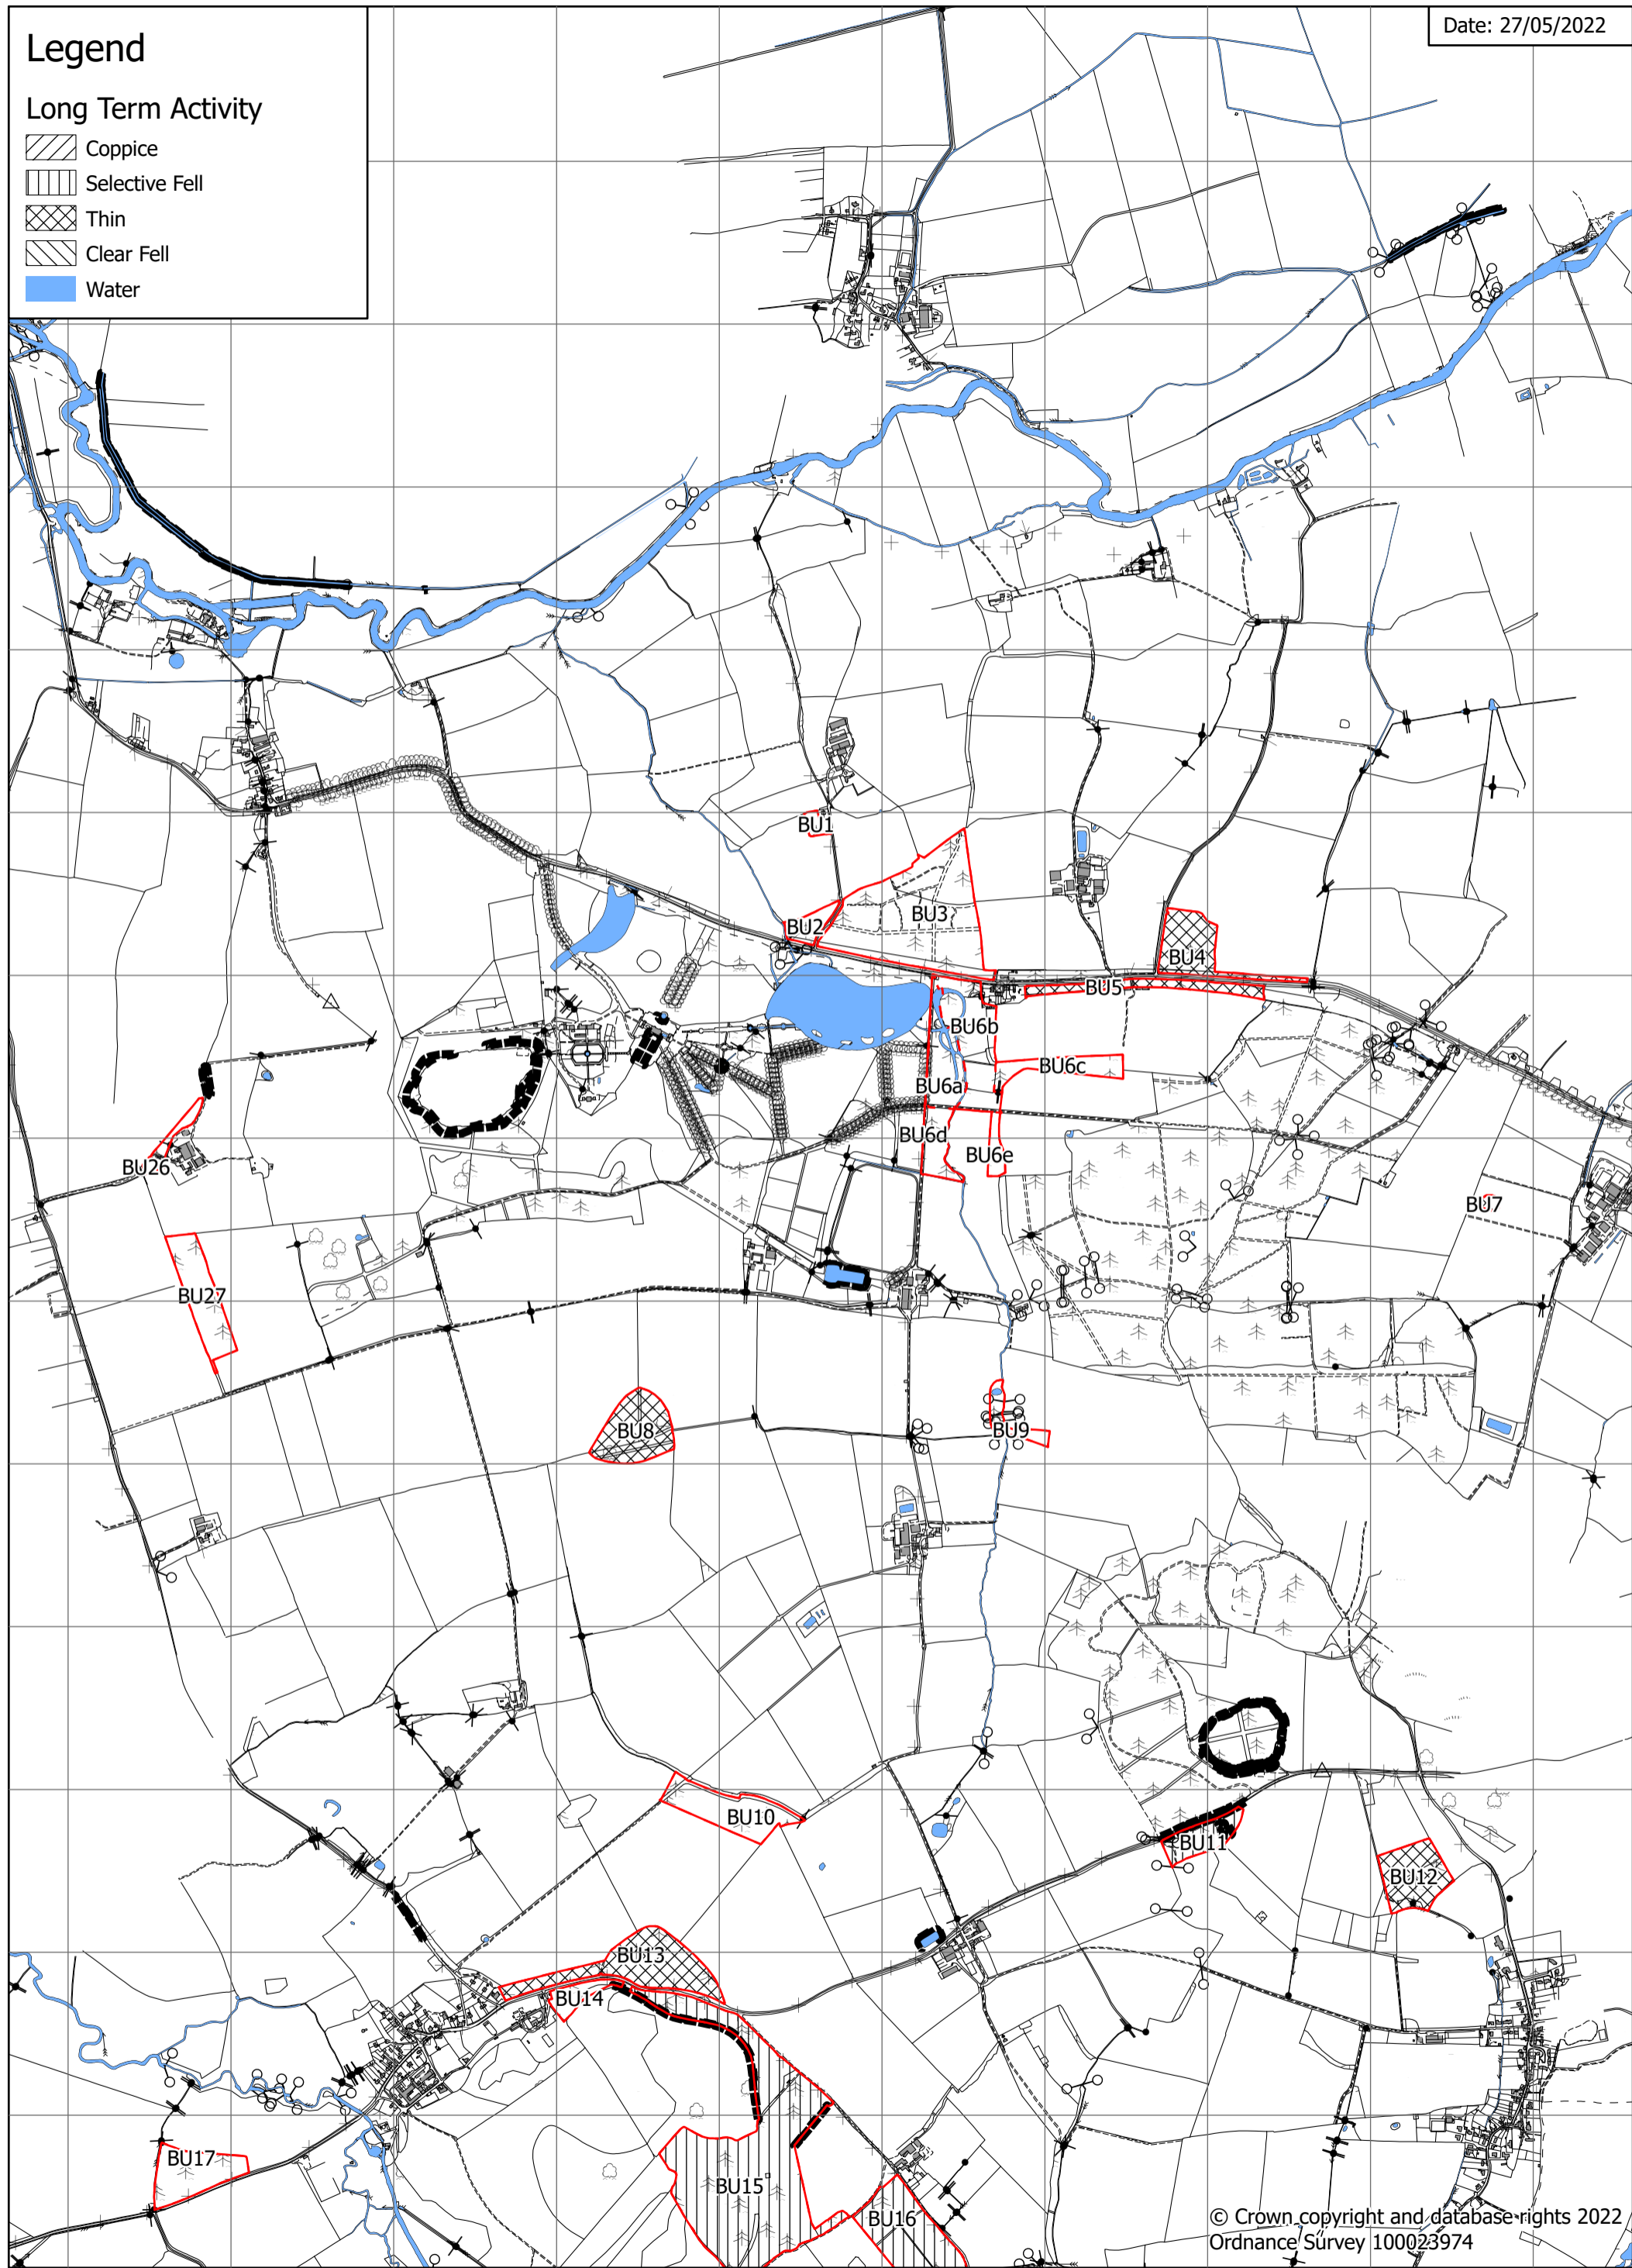 Legend
Date: 27/05/2022
Long Term Activity
Coppice
Selective Fell
Thin
Clear Fell
Water
BU1
BU3
BU2
BU4
BU5
BU6b
BU6c
BU6a
BU6d
BU6e
BU26
BU7
BU27
BU8
BU9
BU10
BU11
BU12
BU13
BU14
BU17
BU15
BU16
© Crown copyright and database rights 2022
Ordnance Survey 100023974